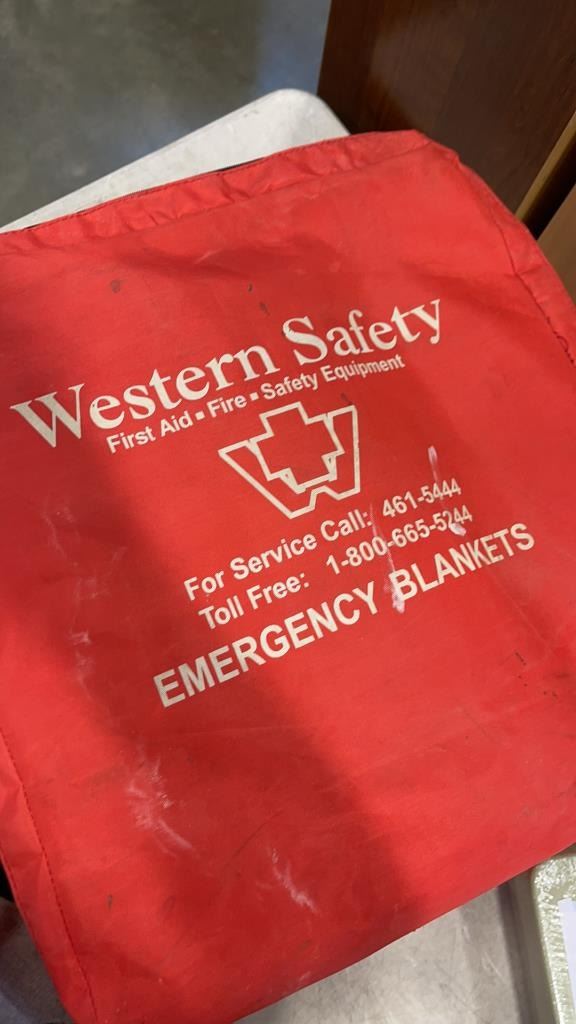 Western Safety
First Aid ▪ Fire ▪ Safety Equipment
For Service Call: 461-5444
Toll Free: 1-800-665-5244
EMERGENCY BLANKETS